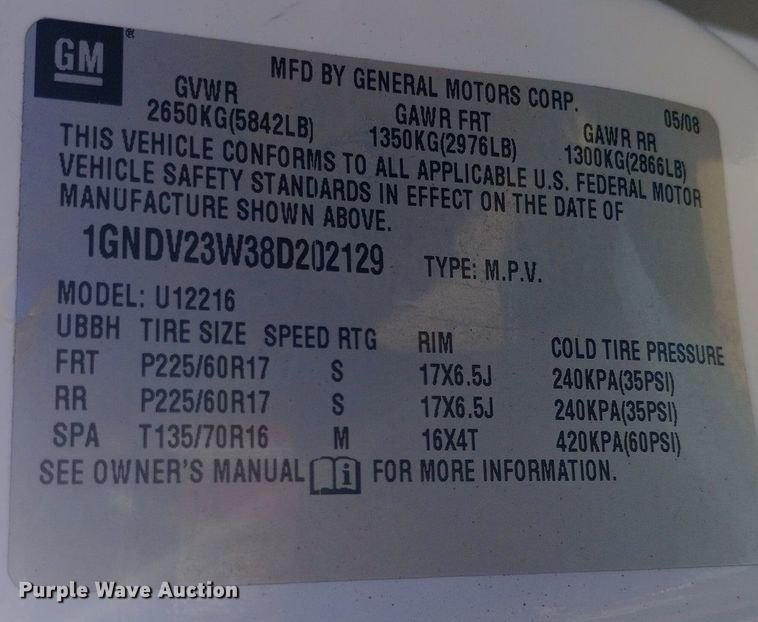 GM®
MFD BY GENERAL MOTORS CORP. 05/08
GVWR GAWR FRT GAWR RR
2650KG(5842LB) 1350KG(2976LB) 1300KG(2866LB)
THIS VEHICLE CONFORMS TO ALL APPLICABLE U.S. FEDERAL MOTOR
VEHICLE SAFETY STANDARDS IN EFFECT ON THE DATE OF
MANUFACTURE SHOWN ABOVE.
1GNDV23W38D202129 TYPE: M.P.V.
MODEL: U12216
UBBH TIRE SIZE SPEED RTG RIM COLD TIRE PRESSURE
FRT P225/60R17 S 17X6.5J 240KPA(35PSI)
RR P225/60R17 S 17X6.5J 240KPA(35PSI)
SPA T135/70R16 M 16X4T 420KPA(60PSI)
SEE OWNER'S MANUAL i FOR MORE INFORMATION.
Purple Wave Auction